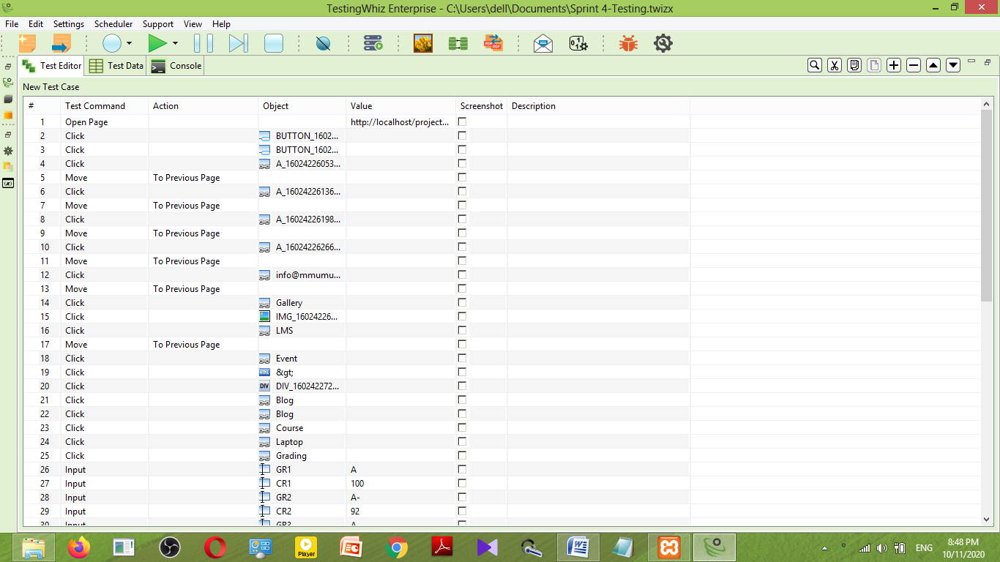 TestingWhiz Enterprise - C:\Users\dell\Documents\Sprint 4-Testing.twizx
File Edit Settings Scheduler Support View Help
Test Editor Test Data Console
New Test Case
# Test Command Action Object Value Screenshot Description
1 Open Page http://localhost/project...
2 Click BUTTON_1602...
3 Click BUTTON_1602...
4 Click A_16024226053...
5 Move To Previous Page
6 Click A_16024226136...
7 Move To Previous Page
8 Click A_16024226198...
9 Move To Previous Page
10 Click A_16024226266...
11 Move To Previous Page
12 Click info@mmumu...
13 Move To Previous Page
14 Click Gallery
15 Click IMG_16024226...
16 Click LMS
17 Move To Previous Page
18 Click Event
19 Click HTML &gt;
20 Click DIV DIV_160242272...
21 Click Blog
22 Click Blog
23 Click Course
24 Click Laptop
25 Click Grading
26 Input GR1 A
27 Input CR1 100
28 Input GR2 A-
29 Input CR2 92
30 Input GR3 A
Player ENG 8:48 PM
10/11/2020